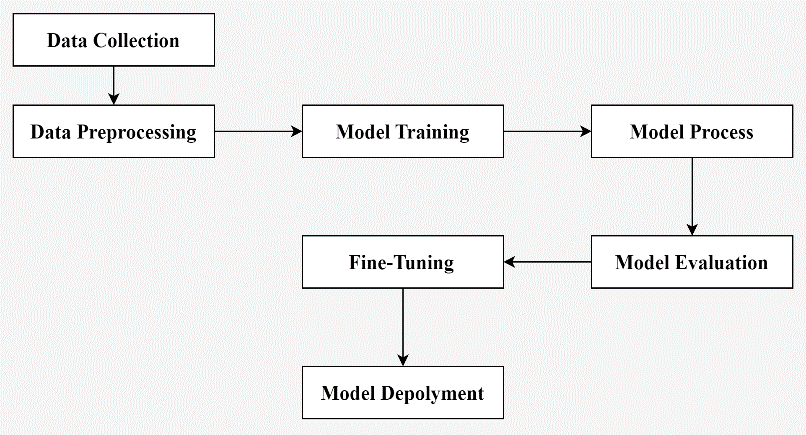 Data Collection
Data Preprocessing
Model Training
Model Process
Fine-Tuning
Model Evaluation
Model Depolyment